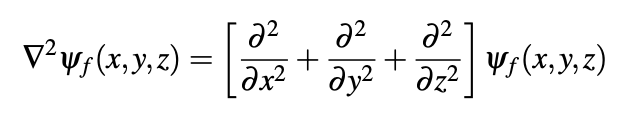 ∇²ψ_f(x,y,z) = [∂²/∂x² + ∂²/∂y² + ∂²/∂z²] ψ_f(x,y,z)